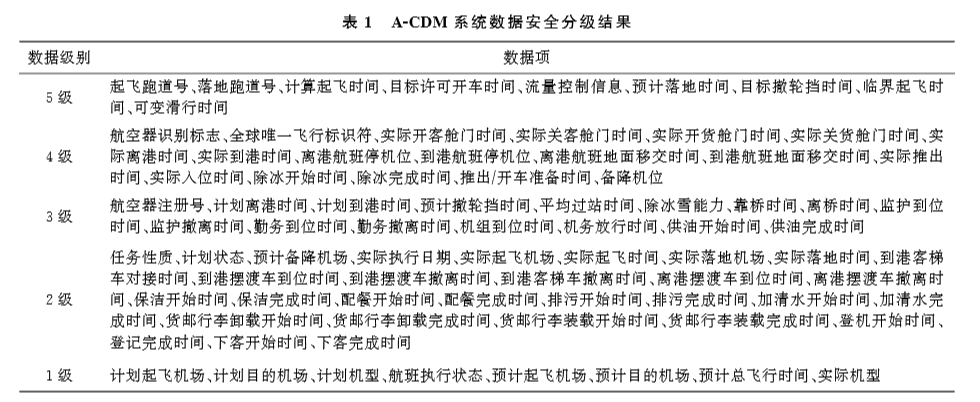 表 1 A-CDM 系统数据安全分级结果
数据级别 数据项
5 级 起飞跑道号、落地跑道号、计算起飞时间、目标许可开车时间、流量控制信息、预计落地时间、目标撤轮挡时间、临界起飞时
间、可变滑行时间
4 级 航空器识别标志、全球唯一飞行标识符、实际开客舱门时间、实际关客舱门时间、实际开货舱门时间、实际关货舱门时间、实
际离港时间、实际到港时间、离港航班停机位、到港航班停机位、离港航班地面移交时间、到港航班地面移交时间、实际推出
时间、实际入位时间、除冰开始时间、除冰完成时间、推出/开车准备时间、备降机位
3 级 航空器注册号、计划离港时间、计划到港时间、预计撤轮挡时间、平均过站时间、除冰雪能力、靠桥时间、离桥时间、监护到位
时间、监护撤离时间、勤务到位时间、勤务撤离时间、机组到位时间、机务放行时间、供油开始时间、供油完成时间
2 级 任务性质、计划状态、预计备降机场、实际执行日期、实际起飞机场、实际起飞时间、实际落地机场、实际落地时间、到港客梯
车对接时间、到港摆渡车到位时间、到港摆渡车撤离时间、到港客梯车撤离时间、离港摆渡车到位时间、离港摆渡车撤离时
间、保洁开始时间、保洁完成时间、配餐开始时间、配餐完成时间、排污开始时间、排污完成时间、加清水开始时间、加清水完
成时间、货邮行李卸载开始时间、货邮行李卸载完成时间、货邮行李装载开始时间、货邮行李装载完成时间、登机开始时间、
登记完成时间、下客开始时间、下客完成时间
1 级 计划起飞机场、计划目的机场、计划机型、航班执行状态、预计起飞机场、预计目的机场、预计总飞行时间、实际机型